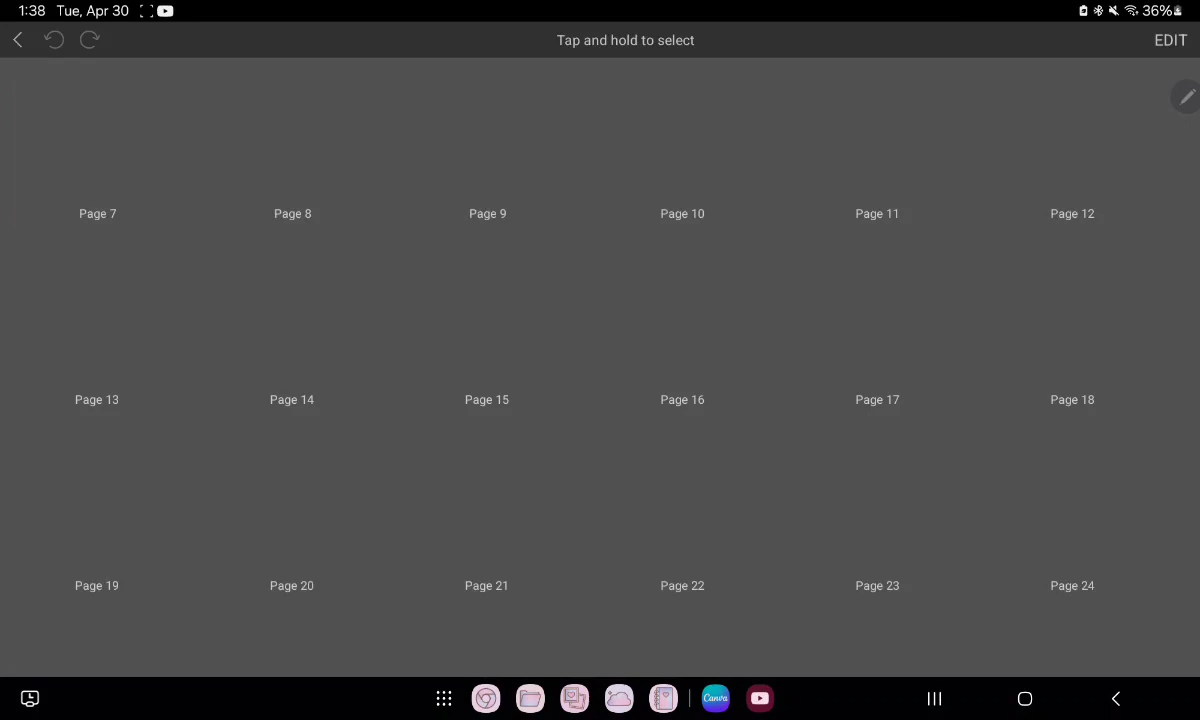 1:38 Tue, Apr 30 36%
Tap and hold to select EDIT
Page 7 Page 8 Page 9 Page 10 Page 11 Page 12
Page 13 Page 14 Page 15 Page 16 Page 17 Page 18
Page 19 Page 20 Page 21 Page 22 Page 23 Page 24
Canva